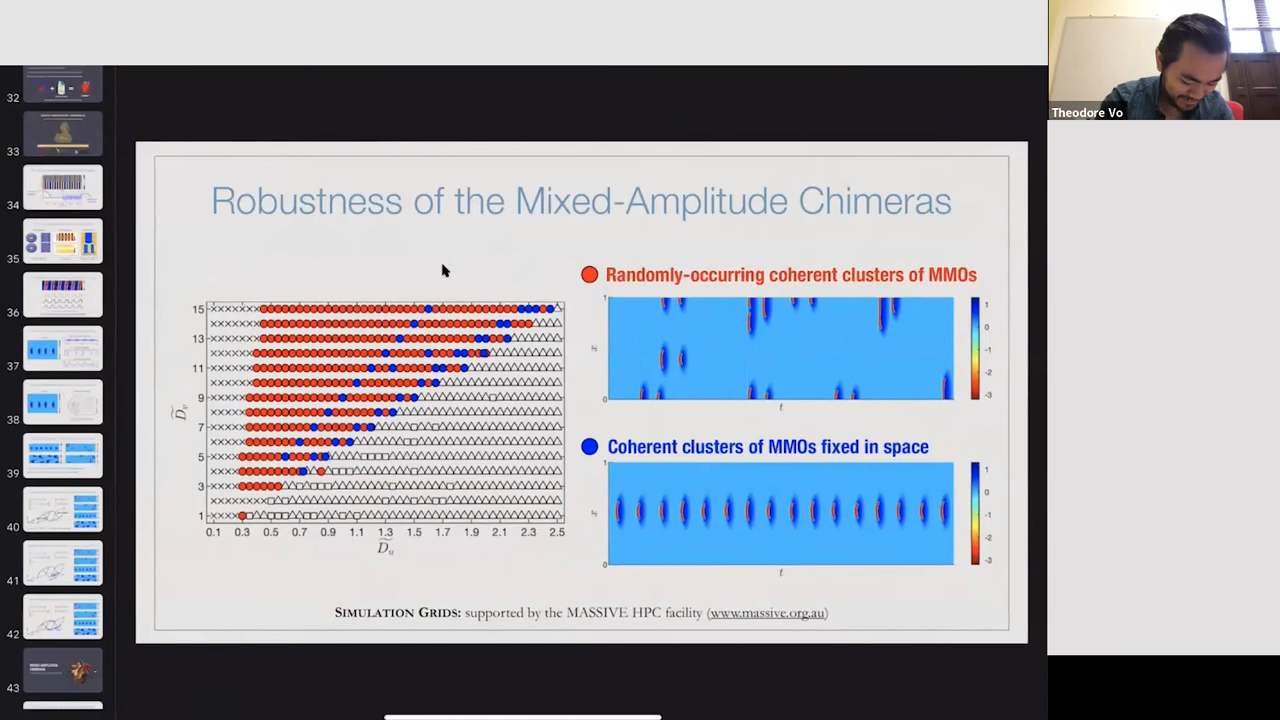 Theodore Vo
32
33
34
35
36
37
38
39
40
41
42
43
Robustness of the Mixed-Amplitude Chimeras
15
13
11
9
7
5
3
1
D̃v
0.1 0.3 0.5 0.7 0.9 1.1 1.3 1.5 1.7 1.9 2.1 2.3 2.5
D̃u
Randomly-occurring coherent clusters of MMOs
1
x
0
t
1
0
-1
-2
-3
Coherent clusters of MMOs fixed in space
1
x
0
t
1
0
-1
-2
-3
SIMULATION GRIDS: supported by the MASSIVE HPC facility (www.massive.org.au)